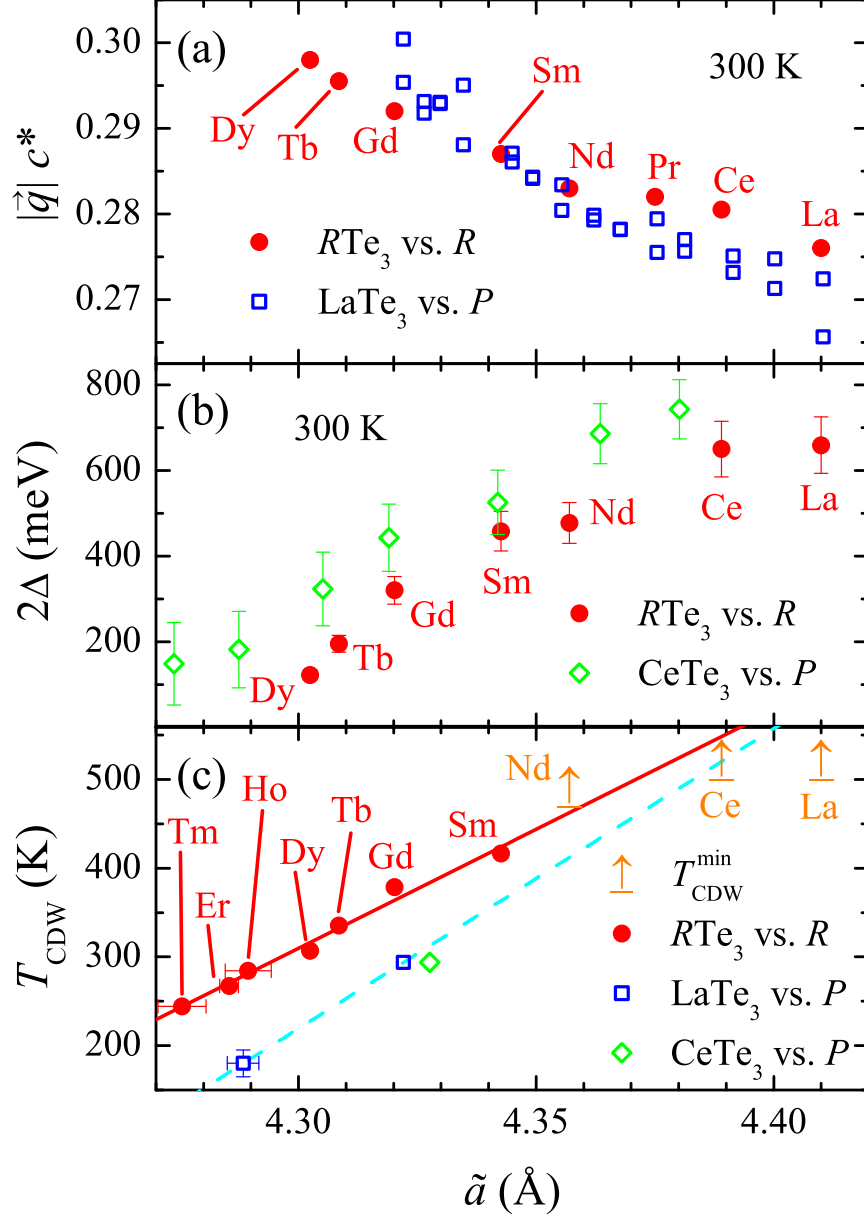 (a)
300 K
0.30
0.29
0.28
0.27
|q⃗| c*
Dy
Tb
Gd
Sm
Nd
Pr
Ce
La
RTe₃ vs. R
LaTe₃ vs. P
(b)
300 K
800
600
400
200
2Δ (meV)
Dy
Tb
Gd
Sm
Nd
Ce
La
RTe₃ vs. R
CeTe₃ vs. P
(c)
500
400
300
200
T_CDW (K)
Tm
Er
Ho
Dy
Tb
Gd
Sm
Nd
Ce
La
T_CDW^min
RTe₃ vs. R
LaTe₃ vs. P
CeTe₃ vs. P
4.30
4.35
4.40
ã (Å)